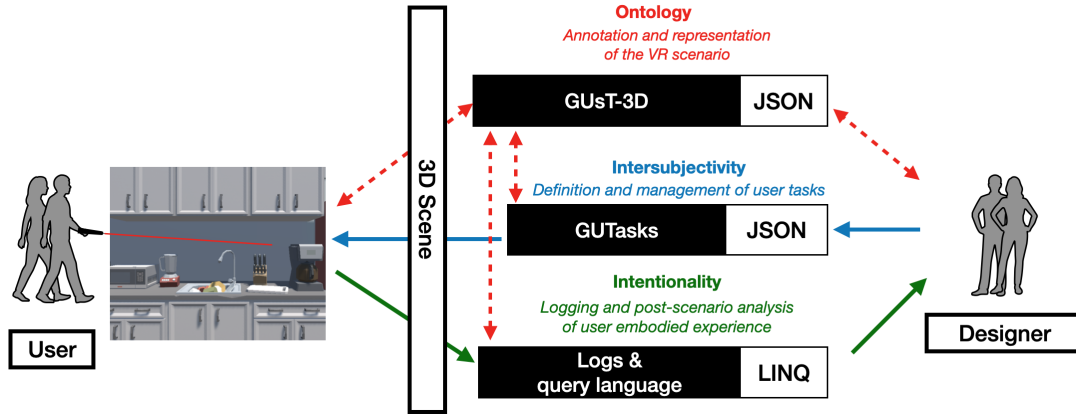 Ontology
Annotation and representation
of the VR scenario
GUsT-3D
JSON
3D Scene
Intersubjectivity
Definition and management of user tasks
GUTasks
JSON
Intentionality
Logging and post-scenario analysis
of user embodied experience
Logs &
query language
LINQ
User
Designer